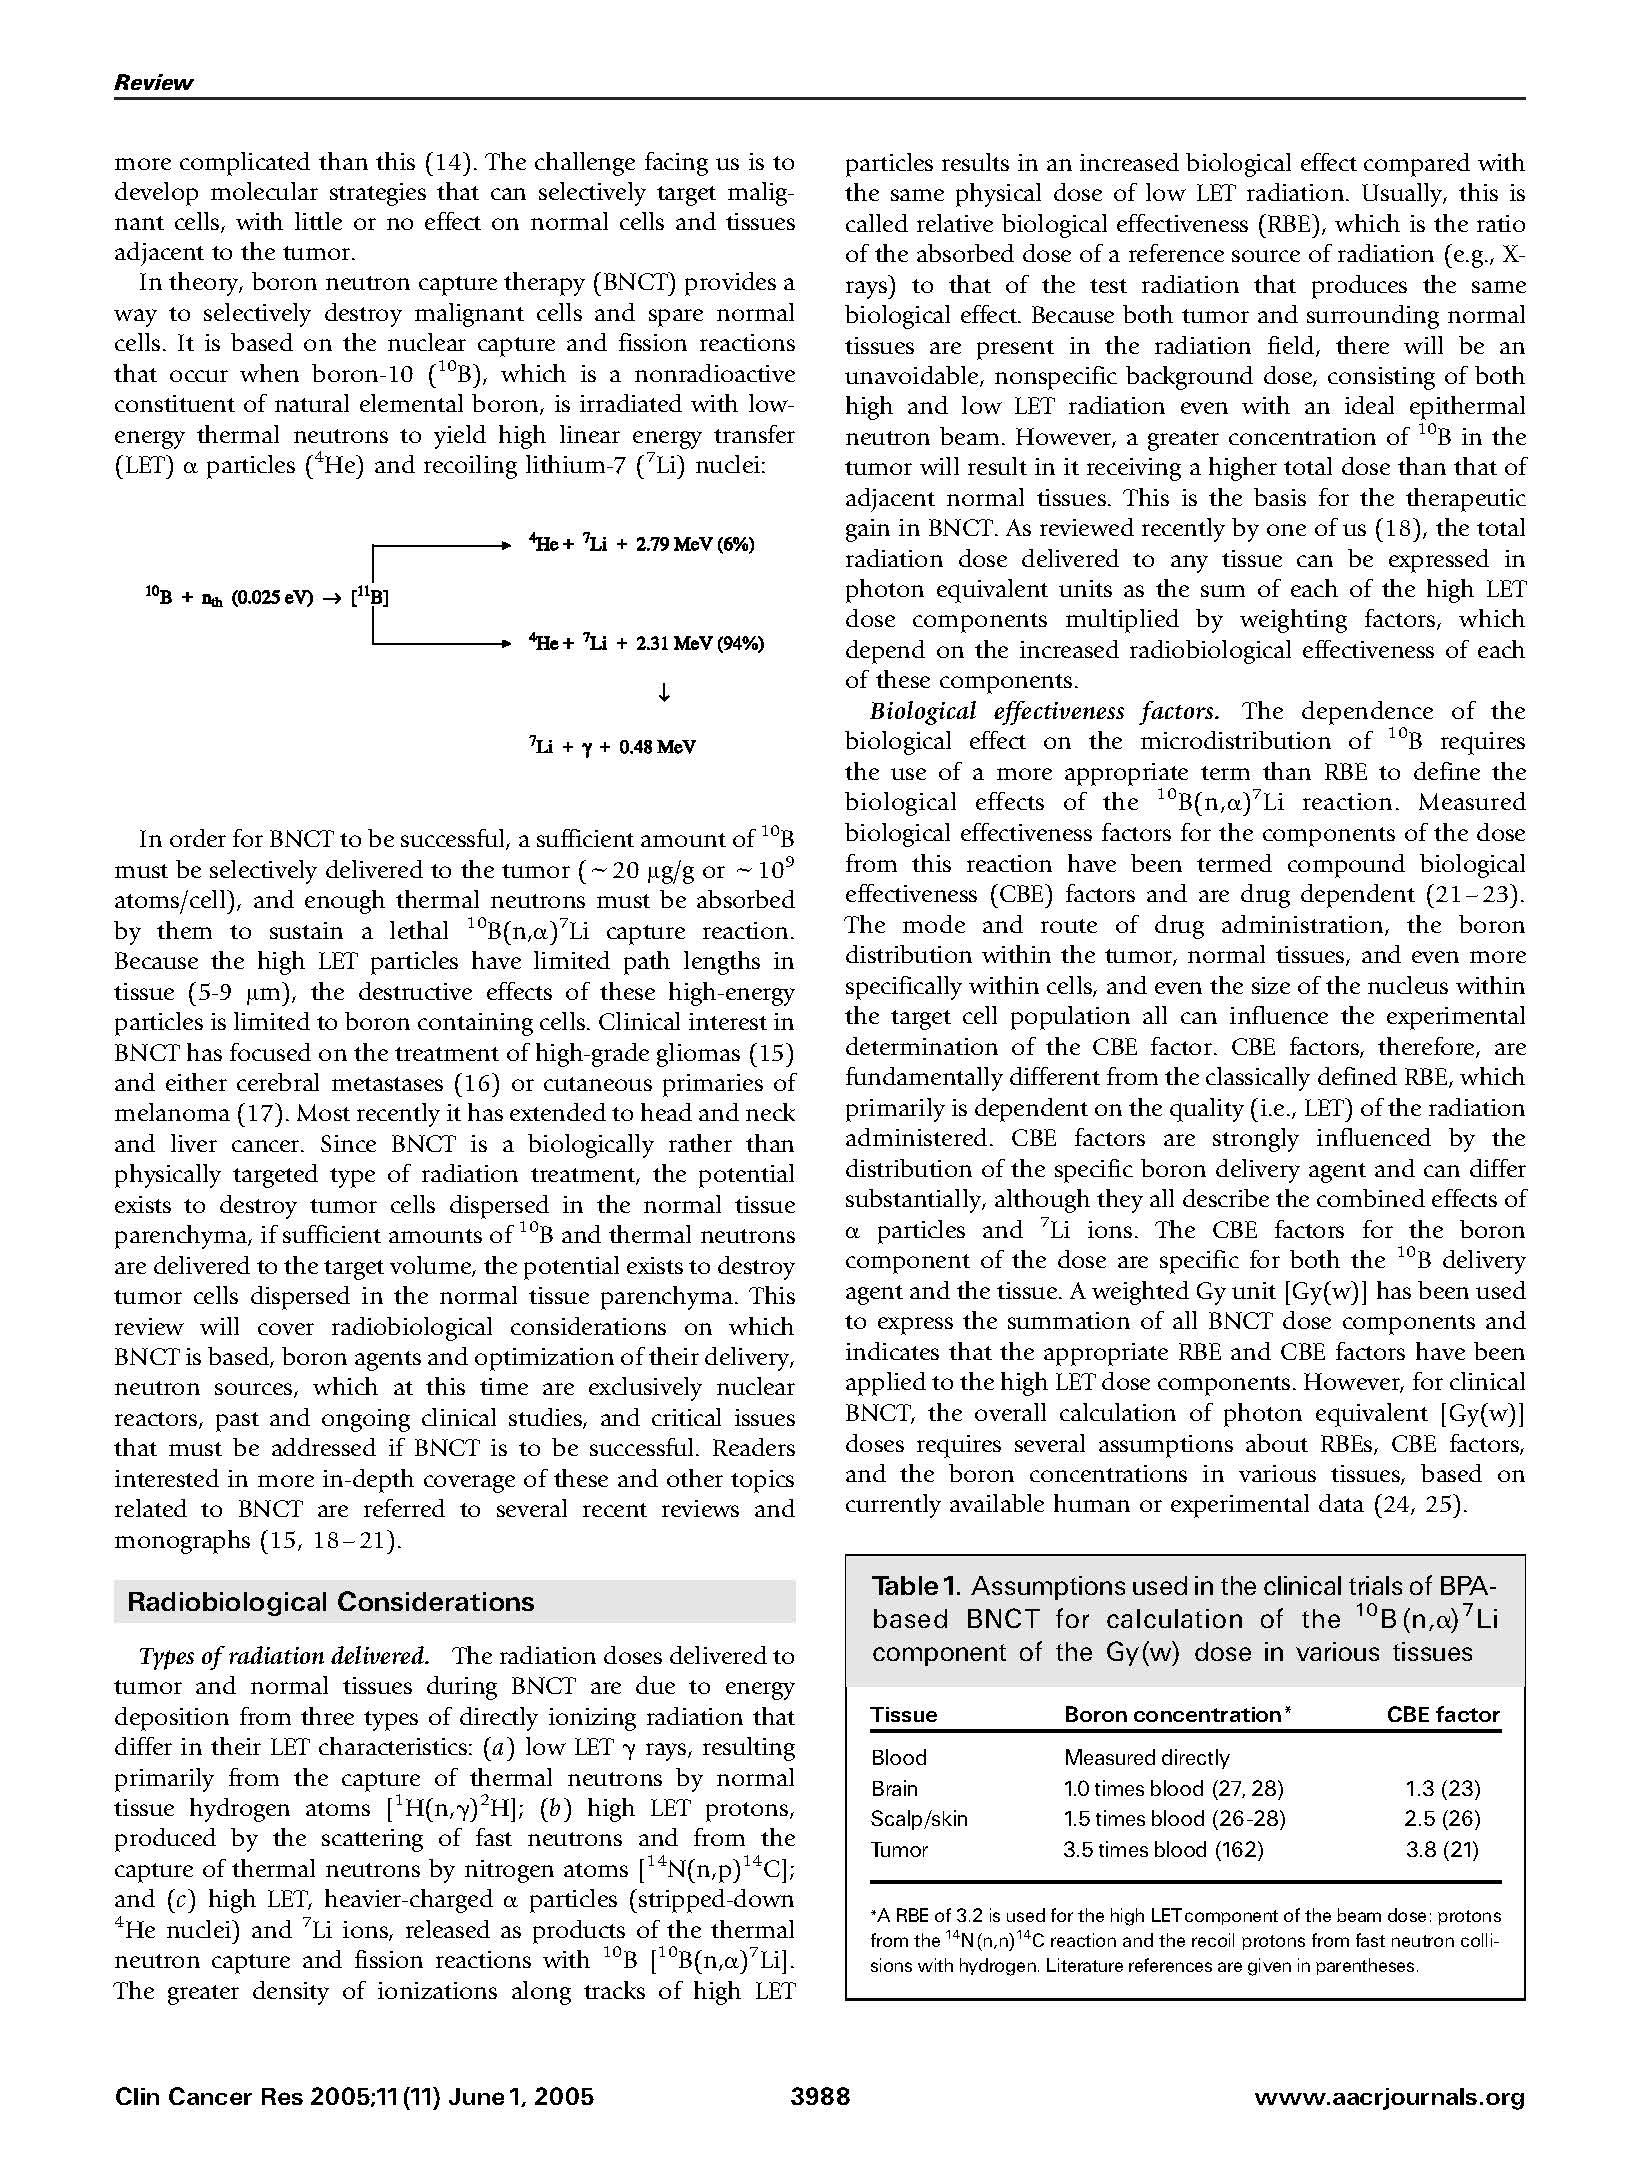 Review
more complicated than this (14). The challenge facing us is to
develop molecular strategies that can selectively target malig-
nant cells, with little or no effect on normal cells and tissues
adjacent to the tumor.
In theory, boron neutron capture therapy (BNCT) provides a
way to selectively destroy malignant cells and spare normal
cells. It is based on the nuclear capture and fission reactions
that occur when boron-10 (¹⁰B), which is a nonradioactive
constituent of natural elemental boron, is irradiated with low-
energy thermal neutrons to yield high linear energy transfer
(LET) α particles (⁴He) and recoiling lithium-7 (⁷Li) nuclei:
⁴He + ⁷Li + 2.79 MeV (6%)
¹⁰B + nth (0.025 eV) → [¹¹B]
⁴He + ⁷Li + 2.31 MeV (94%)
↓
⁷Li + γ + 0.48 MeV
In order for BNCT to be successful, a sufficient amount of ¹⁰B
must be selectively delivered to the tumor (~20 μg/g or ~10⁹
atoms/cell), and enough thermal neutrons must be absorbed
by them to sustain a lethal ¹⁰B(n,α)⁷Li capture reaction.
Because the high LET particles have limited path lengths in
tissue (5-9 μm), the destructive effects of these high-energy
particles is limited to boron containing cells. Clinical interest in
BNCT has focused on the treatment of high-grade gliomas (15)
and either cerebral metastases (16) or cutaneous primaries of
melanoma (17). Most recently it has extended to head and neck
and liver cancer. Since BNCT is a biologically rather than
physically targeted type of radiation treatment, the potential
exists to destroy tumor cells dispersed in the normal tissue
parenchyma, if sufficient amounts of ¹⁰B and thermal neutrons
are delivered to the target volume, the potential exists to destroy
tumor cells dispersed in the normal tissue parenchyma. This
review will cover radiobiological considerations on which
BNCT is based, boron agents and optimization of their delivery,
neutron sources, which at this time are exclusively nuclear
reactors, past and ongoing clinical studies, and critical issues
that must be addressed if BNCT is to be successful. Readers
interested in more in-depth coverage of these and other topics
related to BNCT are referred to several recent reviews and
monographs (15, 18–21).
Radiobiological Considerations
Types of radiation delivered. The radiation doses delivered to
tumor and normal tissues during BNCT are due to energy
deposition from three types of directly ionizing radiation that
differ in their LET characteristics: (a) low LET γ rays, resulting
primarily from the capture of thermal neutrons by normal
tissue hydrogen atoms [¹H(n,γ)²H]; (b) high LET protons,
produced by the scattering of fast neutrons and from the
capture of thermal neutrons by nitrogen atoms [¹⁴N(n,p)¹⁴C];
and (c) high LET, heavier-charged α particles (stripped-down
⁴He nuclei) and ⁷Li ions, released as products of the thermal
neutron capture and fission reactions with ¹⁰B [¹⁰B(n,α)⁷Li].
The greater density of ionizations along tracks of high LET
particles results in an increased biological effect compared with
the same physical dose of low LET radiation. Usually, this is
called relative biological effectiveness (RBE), which is the ratio
of the absorbed dose of a reference source of radiation (e.g., X-
rays) to that of the test radiation that produces the same
biological effect. Because both tumor and surrounding normal
tissues are present in the radiation field, there will be an
unavoidable, nonspecific background dose, consisting of both
high and low LET radiation even with an ideal epithermal
neutron beam. However, a greater concentration of ¹⁰B in the
tumor will result in it receiving a higher total dose than that of
adjacent normal tissues. This is the basis for the therapeutic
gain in BNCT. As reviewed recently by one of us (18), the total
radiation dose delivered to any tissue can be expressed in
photon equivalent units as the sum of each of the high LET
dose components multiplied by weighting factors, which
depend on the increased radiobiological effectiveness of each
of these components.
Biological effectiveness factors. The dependence of the
biological effect on the microdistribution of ¹⁰B requires
the use of a more appropriate term than RBE to define the
biological effects of the ¹⁰B(n,α)⁷Li reaction. Measured
biological effectiveness factors for the components of the dose
from this reaction have been termed compound biological
effectiveness (CBE) factors and are drug dependent (21–23).
The mode and route of drug administration, the boron
distribution within the tumor, normal tissues, and even more
specifically within cells, and even the size of the nucleus within
the target cell population all can influence the experimental
determination of the CBE factor. CBE factors, therefore, are
fundamentally different from the classically defined RBE, which
primarily is dependent on the quality (i.e., LET) of the radiation
administered. CBE factors are strongly influenced by the
distribution of the specific boron delivery agent and can differ
substantially, although they all describe the combined effects of
α particles and ⁷Li ions. The CBE factors for the boron
component of the dose are specific for both the ¹⁰B delivery
agent and the tissue. A weighted Gy unit [Gy(w)] has been used
to express the summation of all BNCT dose components and
indicates that the appropriate RBE and CBE factors have been
applied to the high LET dose components. However, for clinical
BNCT, the overall calculation of photon equivalent [Gy(w)]
doses requires several assumptions about RBEs, CBE factors,
and the boron concentrations in various tissues, based on
currently available human or experimental data (24, 25).
Table 1. Assumptions used in the clinical trials of BPA-
based BNCT for calculation of the ¹⁰B(n,α)⁷Li
component of the Gy(w) dose in various tissues
Tissue Boron concentration* CBE factor
Blood Measured directly
Brain 1.0 times blood (27, 28) 1.3 (23)
Scalp/skin 1.5 times blood (26-28) 2.5 (26)
Tumor 3.5 times blood (162) 3.8 (21)
*A RBE of 3.2 is used for the high LET component of the beam dose: protons
from the ¹⁴N(n,n)¹⁴C reaction and the recoil protons from fast neutron colli-
sions with hydrogen. Literature references are given in parentheses.
Clin Cancer Res 2005;11(11) June 1, 2005 3988 www.aacrjournals.org